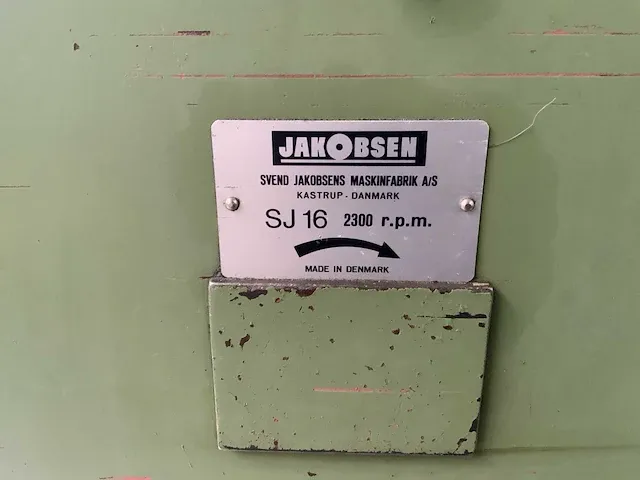 JAKOBSEN
SVEND JAKOBSENS MASKINFABRIK A/S
KASTRUP - DANMARK
SJ 16 2300 r.p.m.
MADE IN DENMARK